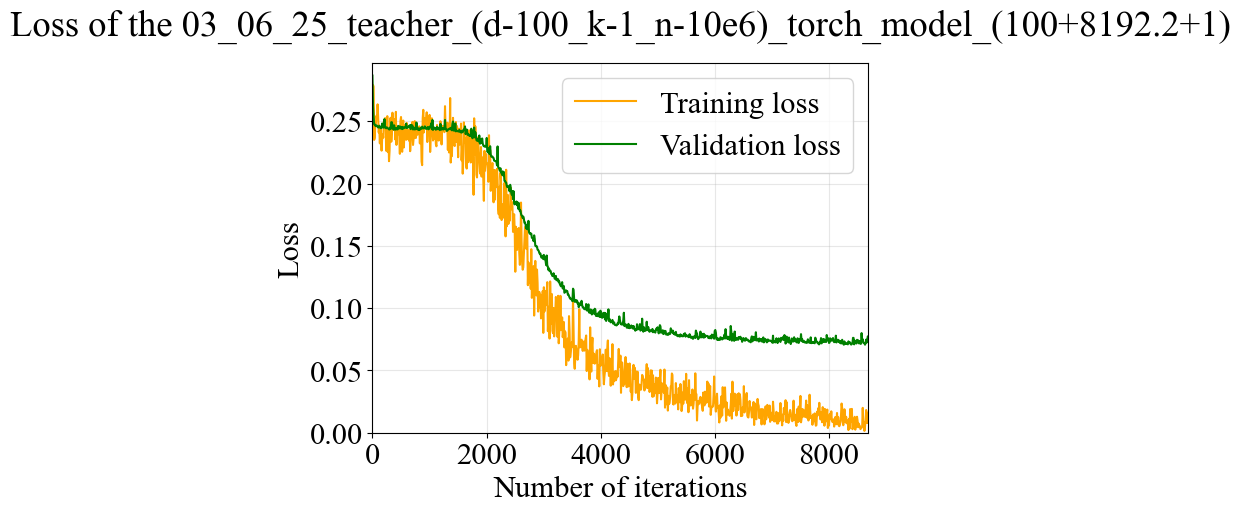 Loss of the 03_06_25_teacher_(d-100_k-1_n-10e6)_torch_model_(100+8192.2+1)
Training loss
Validation loss
0.25
0.20
0.15
0.10
0.05
0.00
Loss
0 2000 4000 6000 8000
Number of iterations